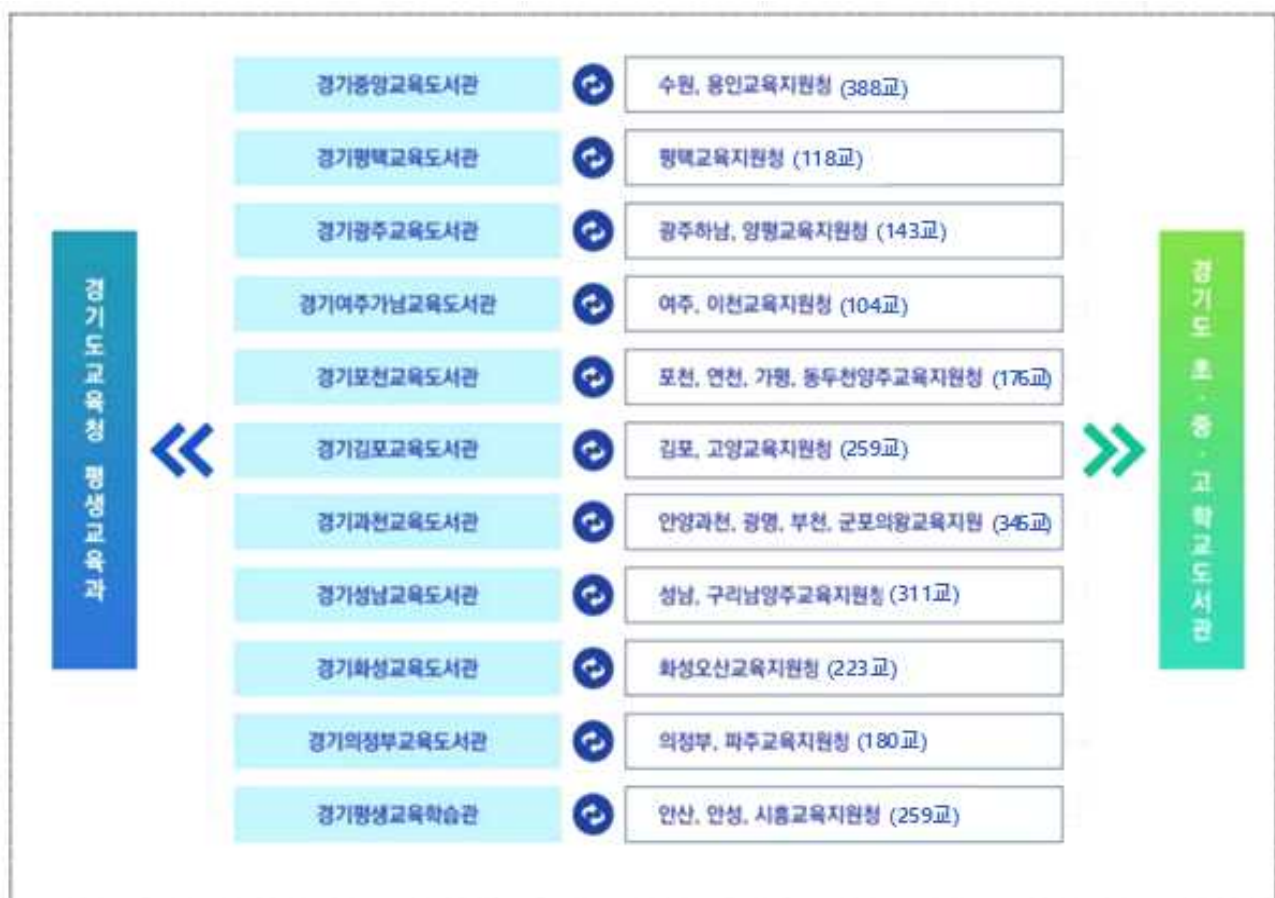 경기도교육청 평생교육과
경기중앙교육도서관
수원, 용인교육지원청 (388교)
경기평택교육도서관
평택교육지원청 (118교)
경기광주교육도서관
광주하남, 양평교육지원청 (143교)
경기여주가남교육도서관
여주, 이천교육지원청 (104교)
경기포천교육도서관
포천, 연천, 가평, 동두천양주교육지원청 (176교)
경기김포교육도서관
김포, 고양교육지원청 (259교)
경기과천교육도서관
안양과천, 광명, 부천, 군포의왕교육지원 (346교)
경기성남교육도서관
성남, 구리남양주교육지원청 (311교)
경기화성교육도서관
화성오산교육지원청 (223교)
경기의정부교육도서관
의정부, 파주교육지원청 (180교)
경기평생교육학습관
안산, 안성, 시흥교육지원청 (259교)
경기도 초·중·고학교도서관